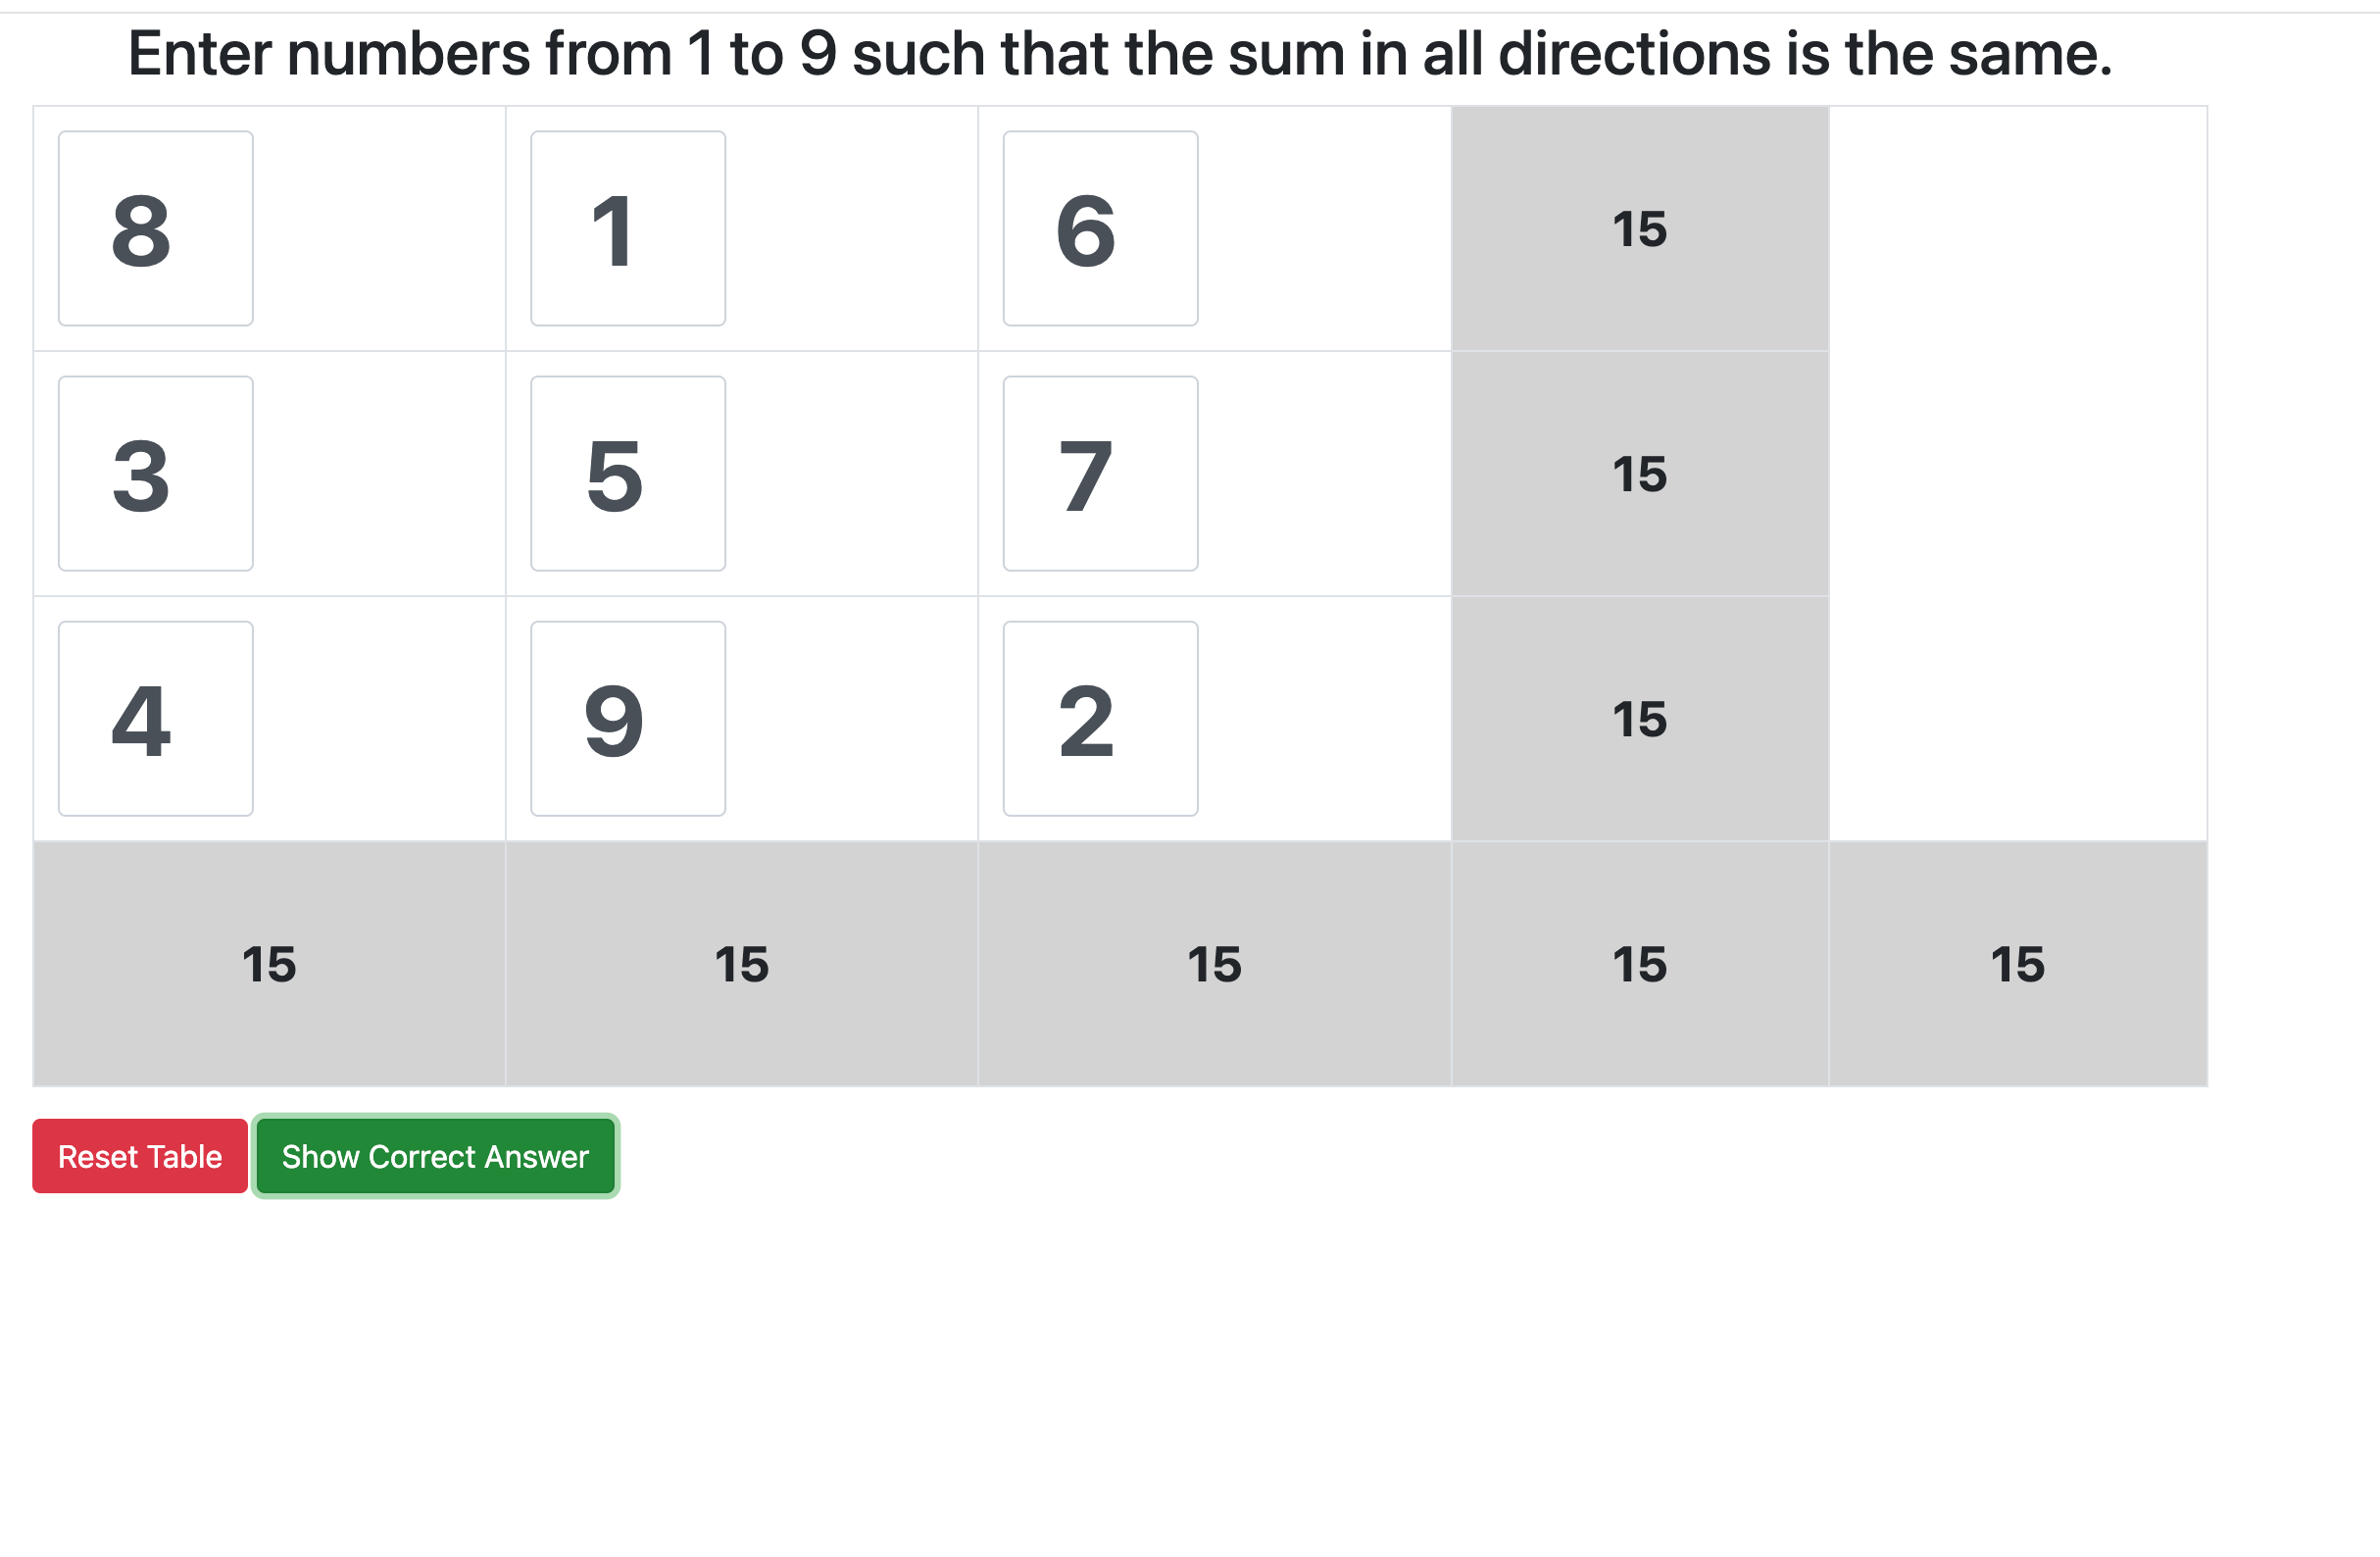 Enter numbers from 1 to 9 such that the sum in all directions is the same.
8 1 6 15
3 5 7 15
4 9 2 15
15 15 15 15 15
Reset Table Show Correct Answer